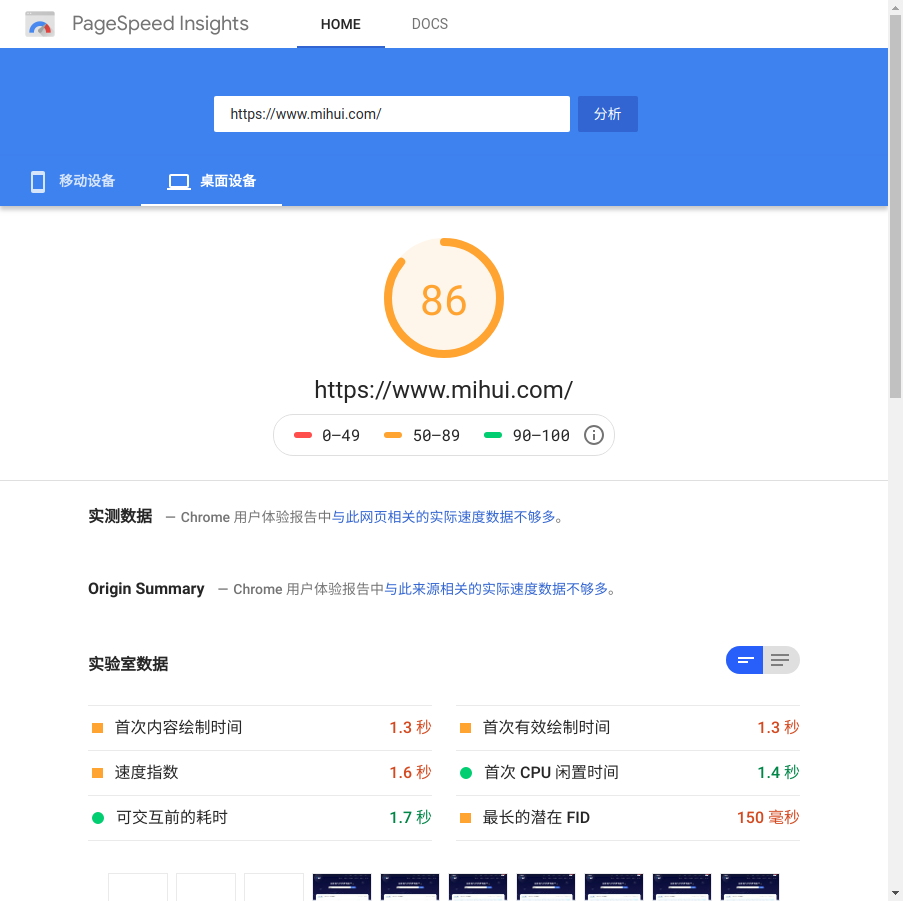 PageSpeed Insights HOME DOCS
https://www.mihui.com/ 分析
移动设备 桌面设备
86
https://www.mihui.com/
0–49 50–89 90–100
实测数据 — Chrome 用户体验报告中与此网页相关的实际速度数据不够多。
Origin Summary — Chrome 用户体验报告中与此来源相关的实际速度数据不够多。
实验室数据
首次内容绘制时间 1.3 秒 首次有效绘制时间 1.3 秒
速度指数 1.6 秒 首次 CPU 闲置时间 1.4 秒
可交互前的耗时 1.7 秒 最长的潜在 FID 150 毫秒